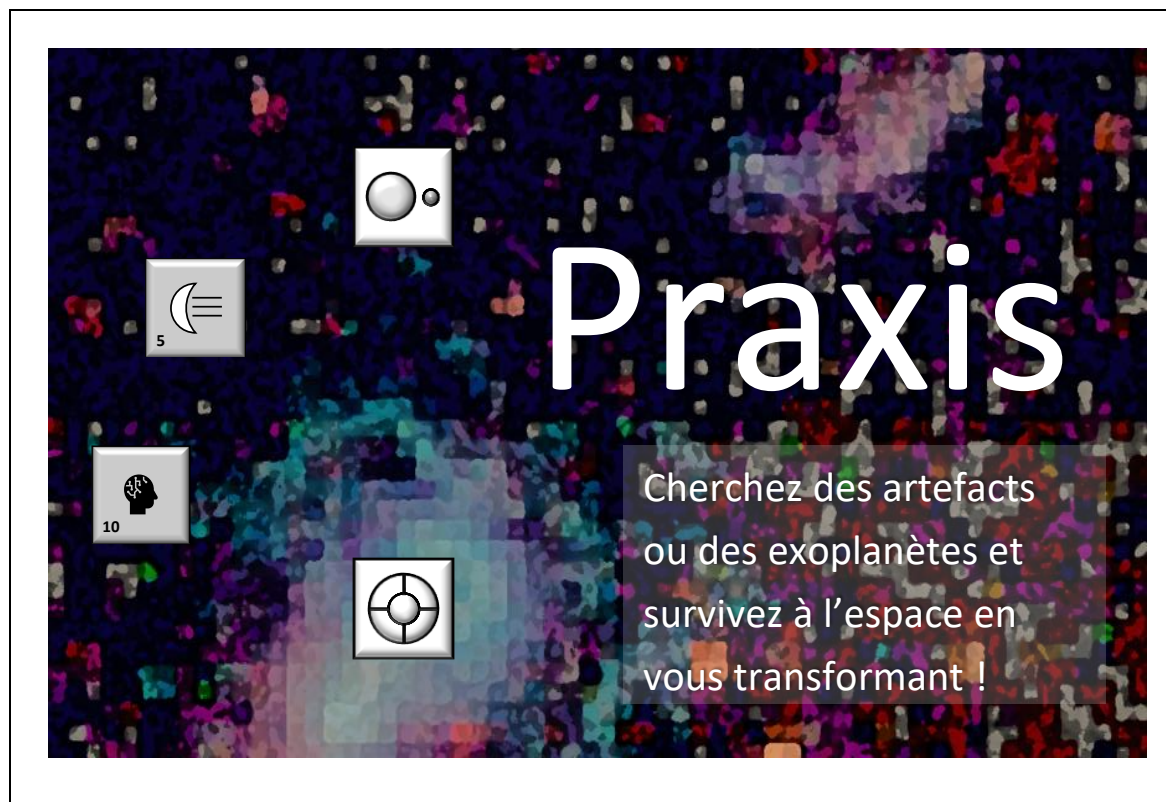 Praxis
5
10
Cherchez des artefacts
ou des exoplanètes et
survivez à l’espace en
vous transformant !